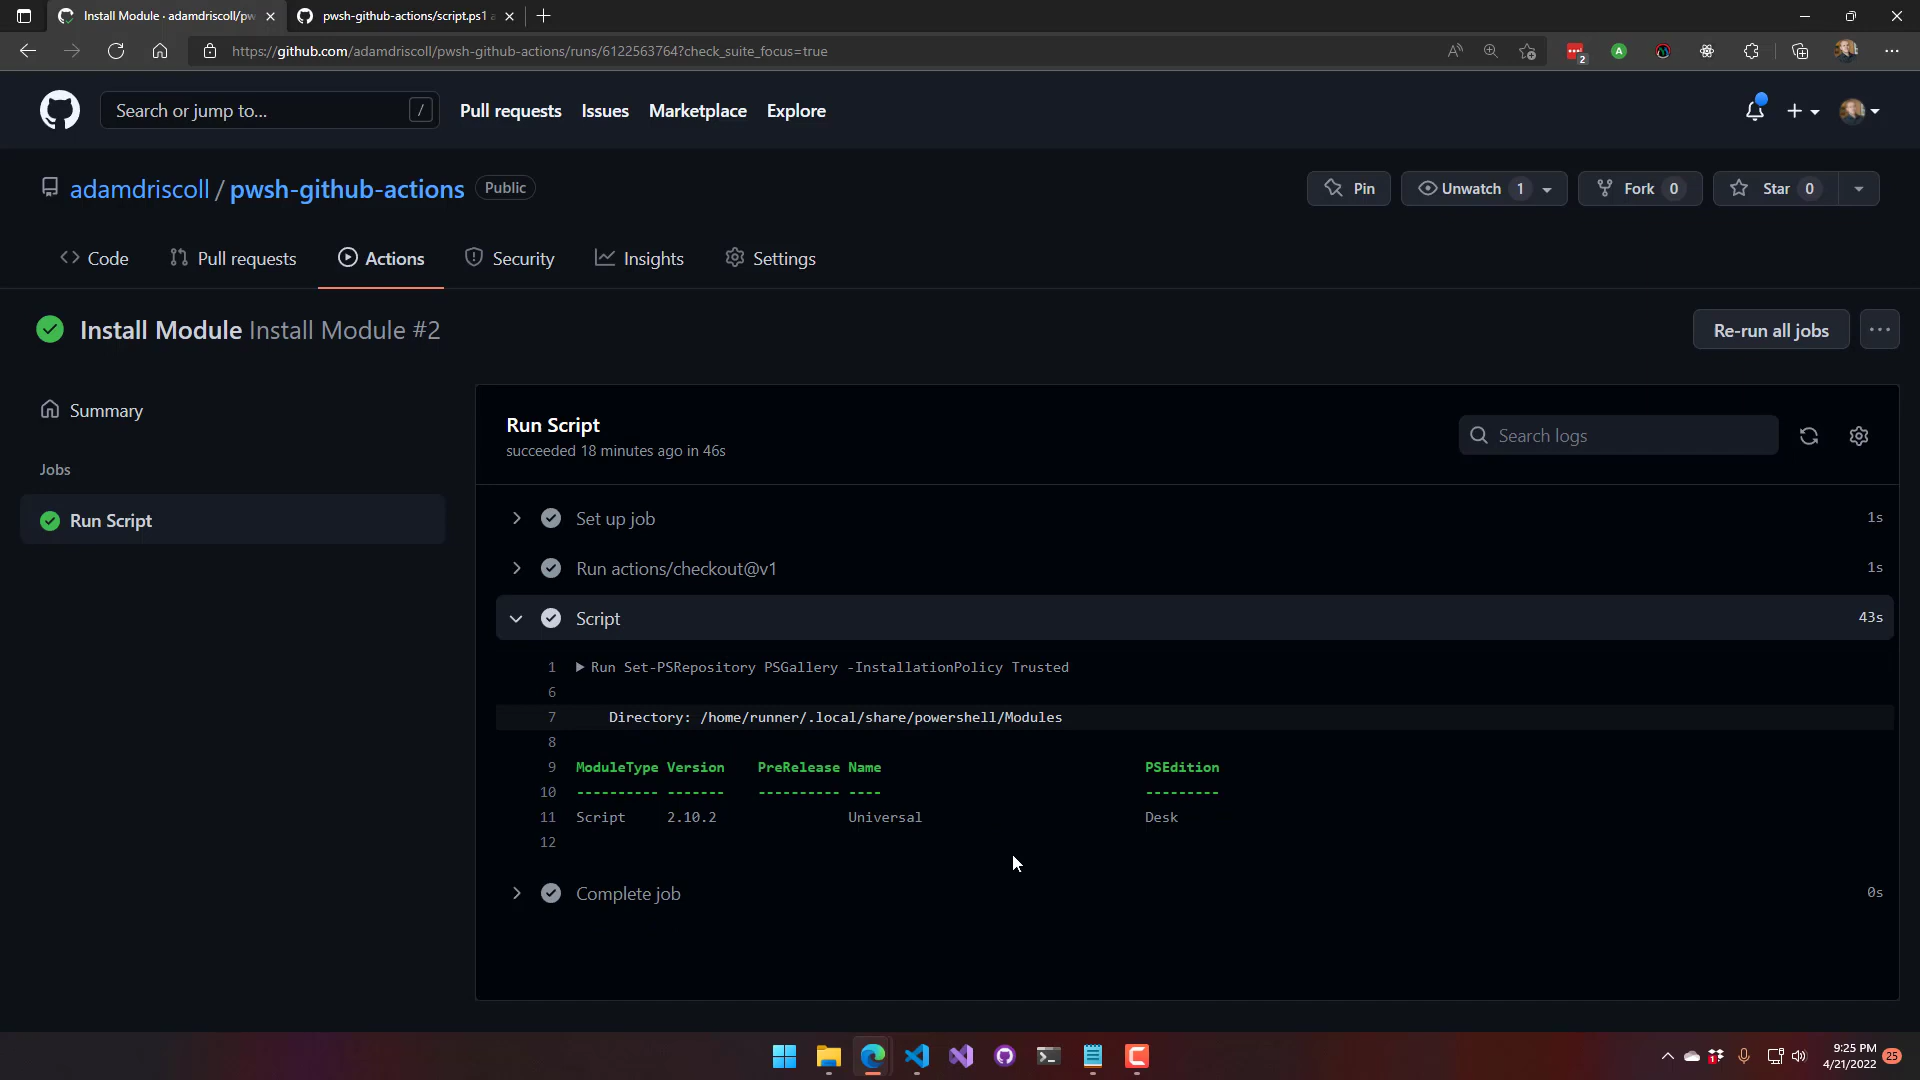 Install Module · adamdriscoll/pw
pwsh-github-actions/script.ps1
https://github.com/adamdriscoll/pwsh-github-actions/runs/6122563764?check_suite_focus=true
2
A
Search or jump to...
/
Pull requests
Issues
Marketplace
Explore
adamdriscoll / pwsh-github-actions
Public
Pin
Unwatch 1
Fork 0
Star 0
Code
Pull requests
Actions
Security
Insights
Settings
Install Module Install Module #2
Re-run all jobs
Summary
Jobs
Run Script
Run Script
succeeded 18 minutes ago in 46s
Search logs
Set up job
1s
Run actions/checkout@v1
1s
Script
43s
1 Run Set-PSRepository PSGallery -InstallationPolicy Trusted
6
7 Directory: /home/runner/.local/share/powershell/Modules
8
9 ModuleType Version PreRelease Name PSEdition
10 ---------- ------- ---------- ---- ---------
11 Script 2.10.2 Universal Desk
12
Complete job
0s
9:25 PM
4/21/2022
25